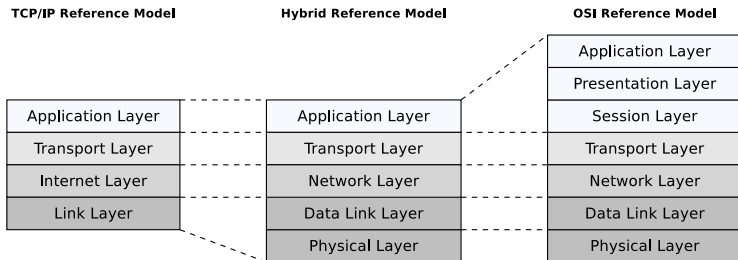 TCP/IP Reference Model
Hybrid Reference Model
OSI Reference Model
Application Layer
Transport Layer
Internet Layer
Link Layer
Application Layer
Transport Layer
Network Layer
Data Link Layer
Physical Layer
Application Layer
Presentation Layer
Session Layer
Transport Layer
Network Layer
Data Link Layer
Physical Layer